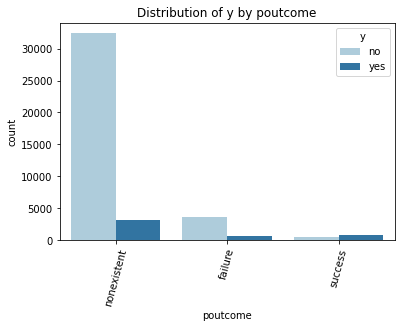 Distribution of y by poutcome
y
no
yes
30000
25000
20000
15000
10000
5000
0
count
nonexistent
failure
success
poutcome